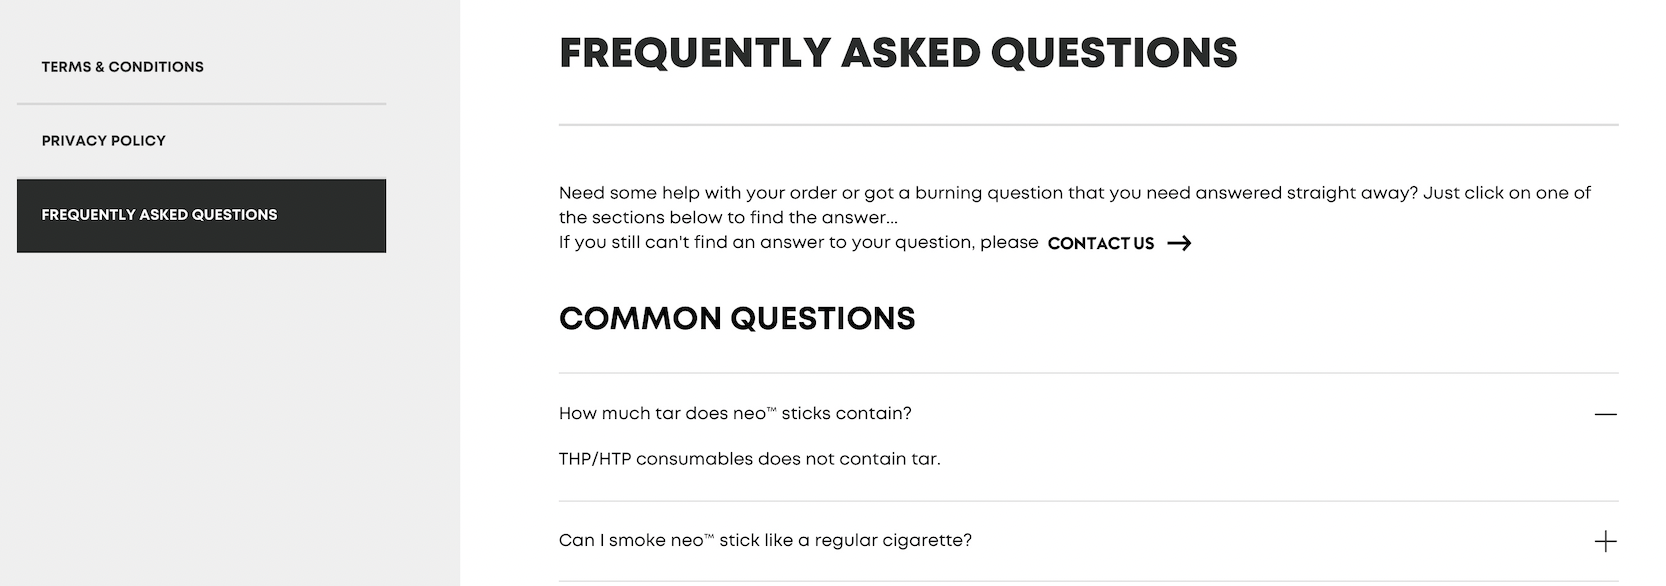 TERMS & CONDITIONS
PRIVACY POLICY
FREQUENTLY ASKED QUESTIONS
FREQUENTLY ASKED QUESTIONS
Need some help with your order or got a burning question that you need answered straight away? Just click on one of
the sections below to find the answer...
If you still can't find an answer to your question, please CONTACT US →
COMMON QUESTIONS
How much tar does neo™ sticks contain?
THP/HTP consumables does not contain tar.
Can I smoke neo™ stick like a regular cigarette?